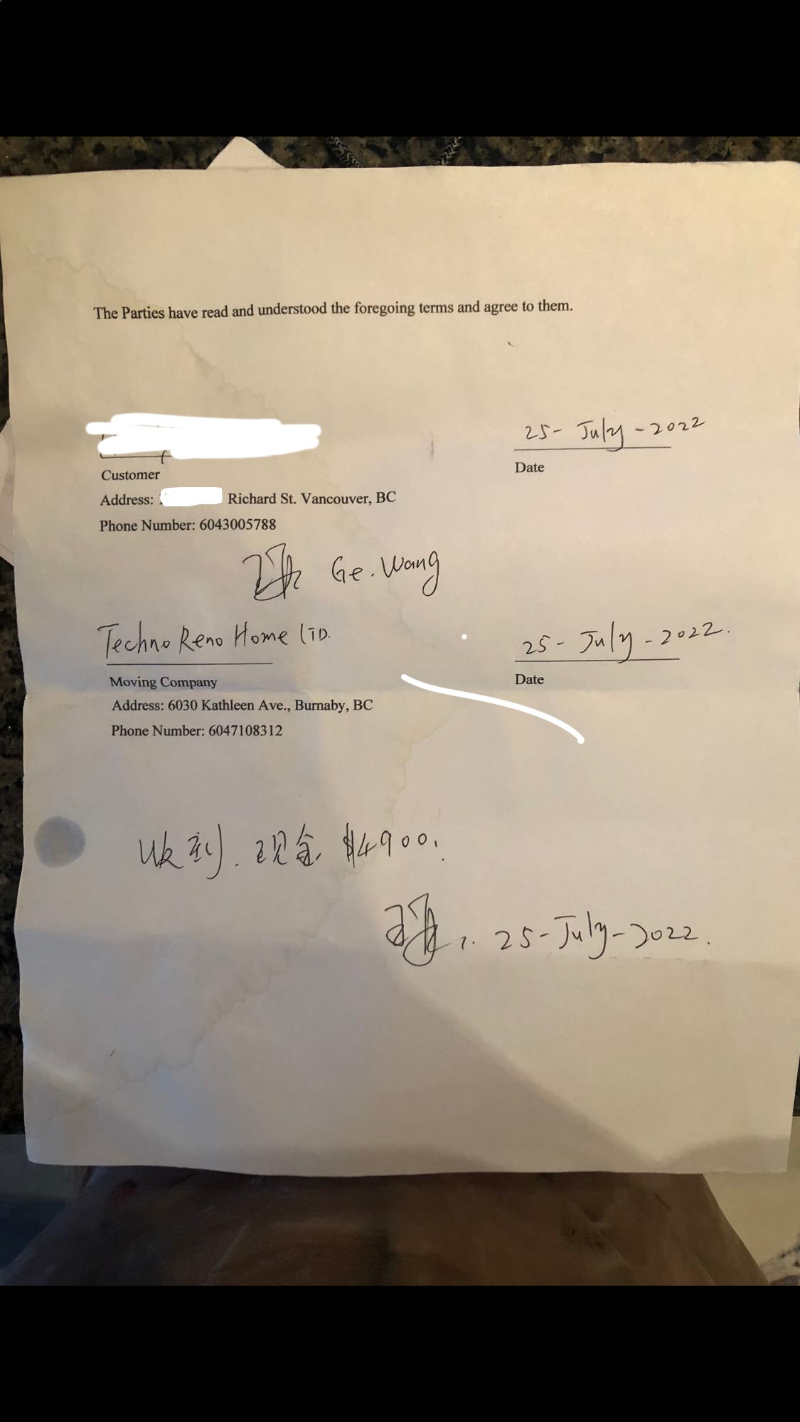 The Parties have read and understood the foregoing terms and agree to them.
25- July -2022
Customer
Date
Address: Richard St. Vancouver, BC
Phone Number: 6043005788
Ge. Wang
Techno Reno Home LTD.
25- July -2022.
Moving Company
Date
Address: 6030 Kathleen Ave., Burnaby, BC
Phone Number: 6047108312
收到. 现金 $4900.
25-July-2022.